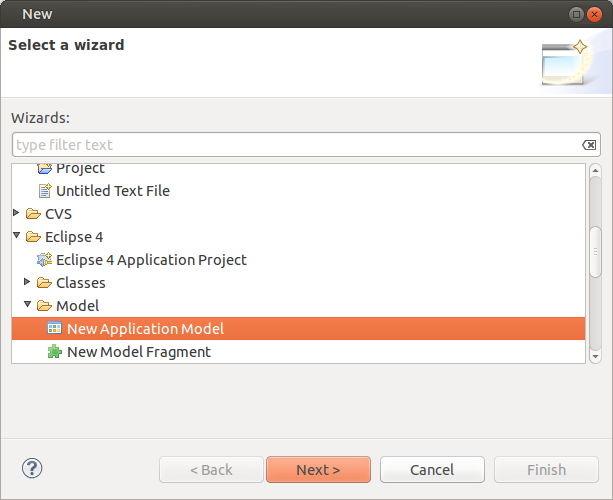 New
Select a wizard
Wizards:
type filter text
Project
Untitled Text File
CVS
Eclipse 4
Eclipse 4 Application Project
Classes
Model
New Application Model
New Model Fragment
? < Back Next > Cancel Finish